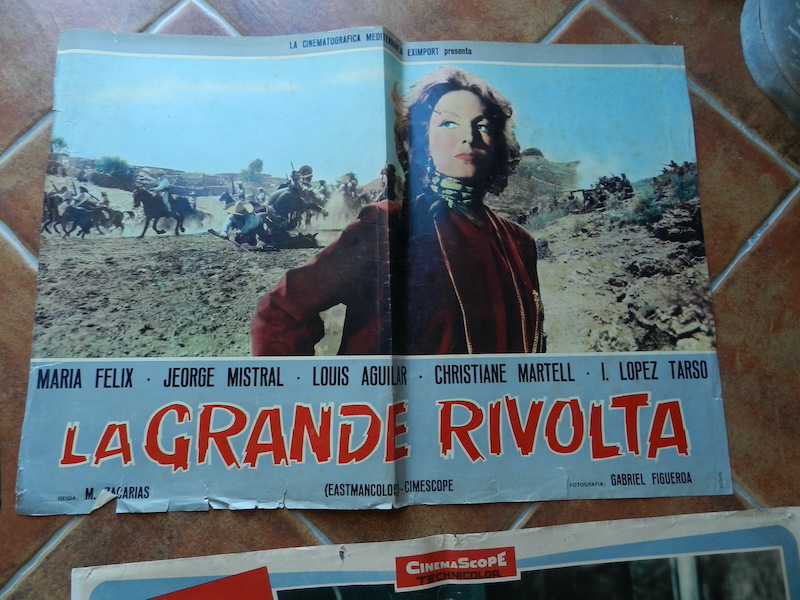 LA CINEMATOGRAFICA MEDITERRANEA EXIMPORT presenta
MARIA FELIX · JEORGE MISTRAL · LOUIS AGUILAR · CHRISTIANE MARTELL · I. LOPEZ TARSO
LA GRANDE RIVOLTA
REGIA: M. ZACARIAS
(EASTMANCOLOR)-CIMESCOPE
FOTOGRAFIA: GABRIEL FIGUEROA
CINEMASCOPE
TECHNICOLOR